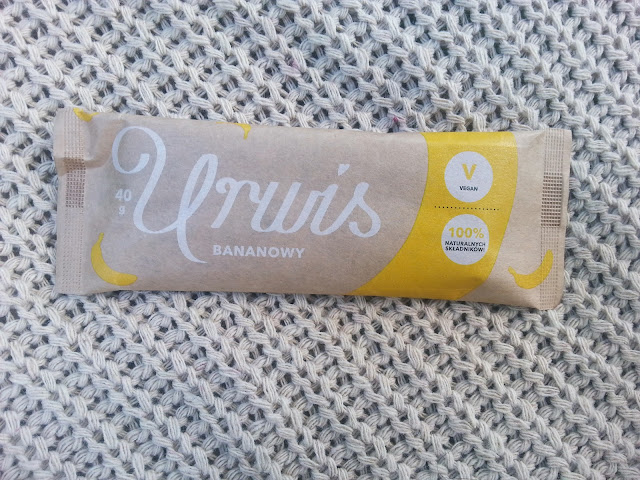 40
g
Urwis
BANANOWY
V
VEGAN
100%
NATURALNYCH
SKŁADNIKÓW!